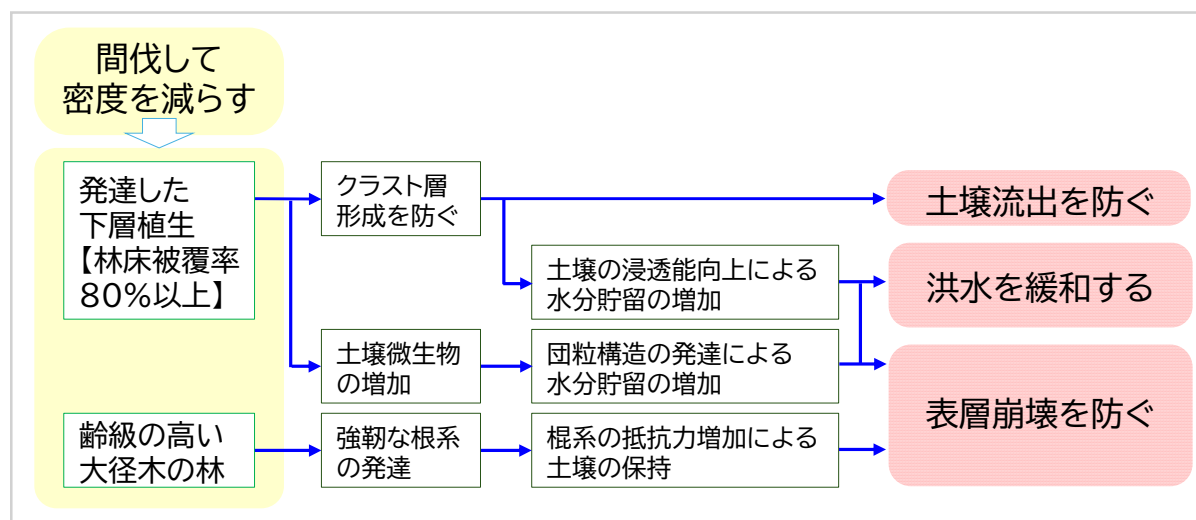 間伐して
密度を減らす
発達した
下層植生
【林床被覆率
80%以上】
クラスト層
形成を防ぐ
土壌流出を防ぐ
土壌の浸透能向上による
水分貯留の増加
洪水を緩和する
土壌微生物
の増加
団粒構造の発達による
水分貯留の増加
表層崩壊を防ぐ
齢級の高い
大径木の林
強靭な根系
の発達
棍系の抵抗力増加による
土壌の保持